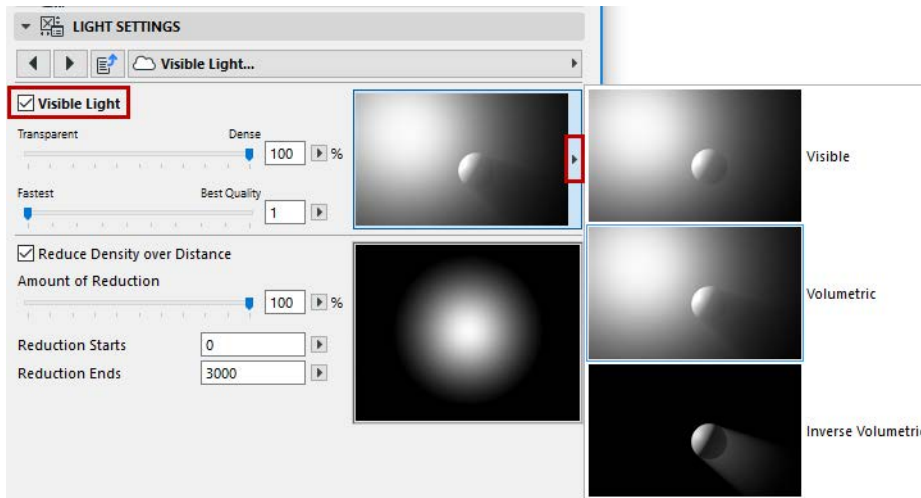 LIGHT SETTINGS
Visible Light...
Visible Light
Transparent Dense
100 %
Fastest Best Quality
1
Reduce Density over Distance
Amount of Reduction
100 %
Reduction Starts 0
Reduction Ends 3000
Visible
Volumetric
Inverse Volumetric